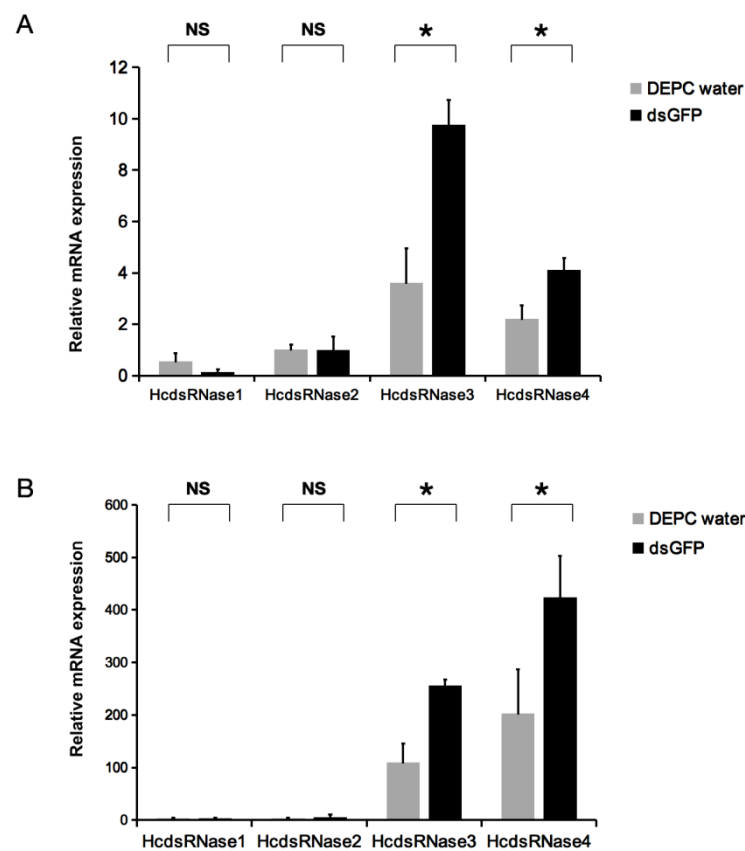 A
NS NS * *
12
10
8
6
4
2
0
Relative mRNA expression
DEPC water
dsGFP
HcdsRNase1 HcdsRNase2 HcdsRNase3 HcdsRNase4
B
NS NS * *
600
500
400
300
200
100
0
Relative mRNA expression
DEPC water
dsGFP
HcdsRNase1 HcdsRNase2 HcdsRNase3 HcdsRNase4